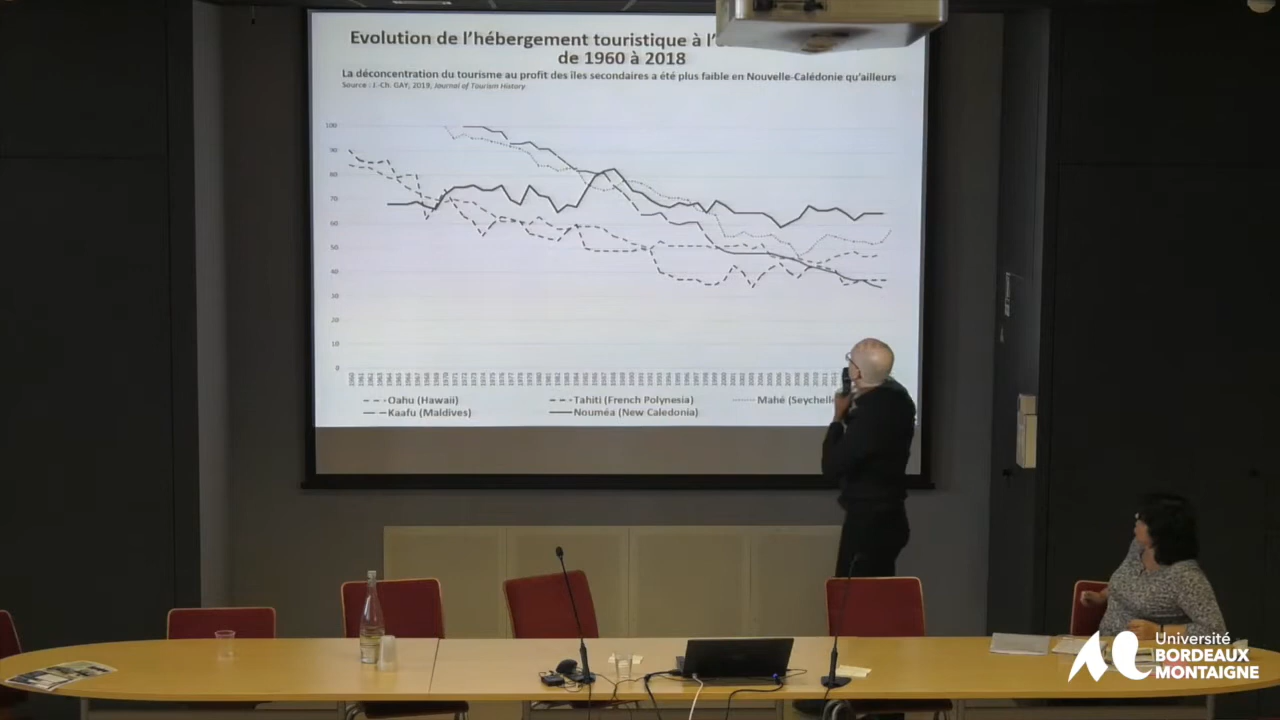 Evolution de l'hébergement touristique à l'
de 1960 à 2018
La déconcentration du tourisme au profit des îles secondaires a été plus faible en Nouvelle-Calédonie qu'ailleurs
Source : J.-Ch. GAY, 2019, Journal of Tourism History
100
90
80
70
60
50
40
30
20
10
0
Oahu (Hawaii) Tahiti (French Polynesia) Mahé (Seychell
Kaafu (Maldives) Nouméa (New Caledonia)
Université
BORDEAUX
MONTAIGNE